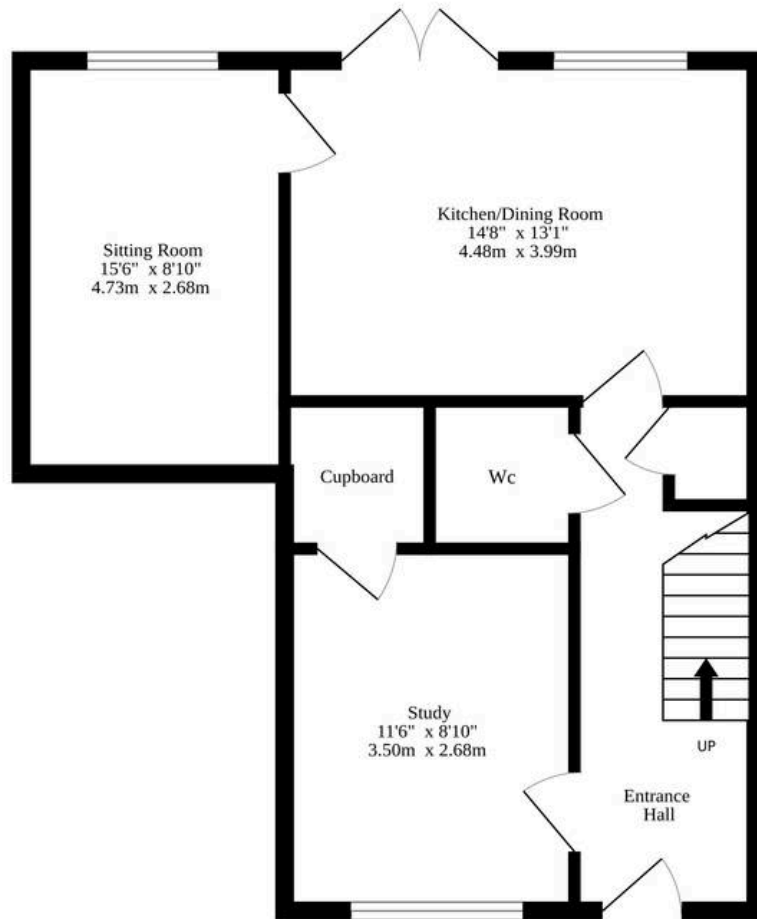 Sitting Room
15'6" x 8'10"
4.73m x 2.68m
Kitchen/Dining Room
14'8" x 13'1"
4.48m x 3.99m
Cupboard
Wc
Study
11'6" x 8'10"
3.50m x 2.68m
UP
Entrance
Hall